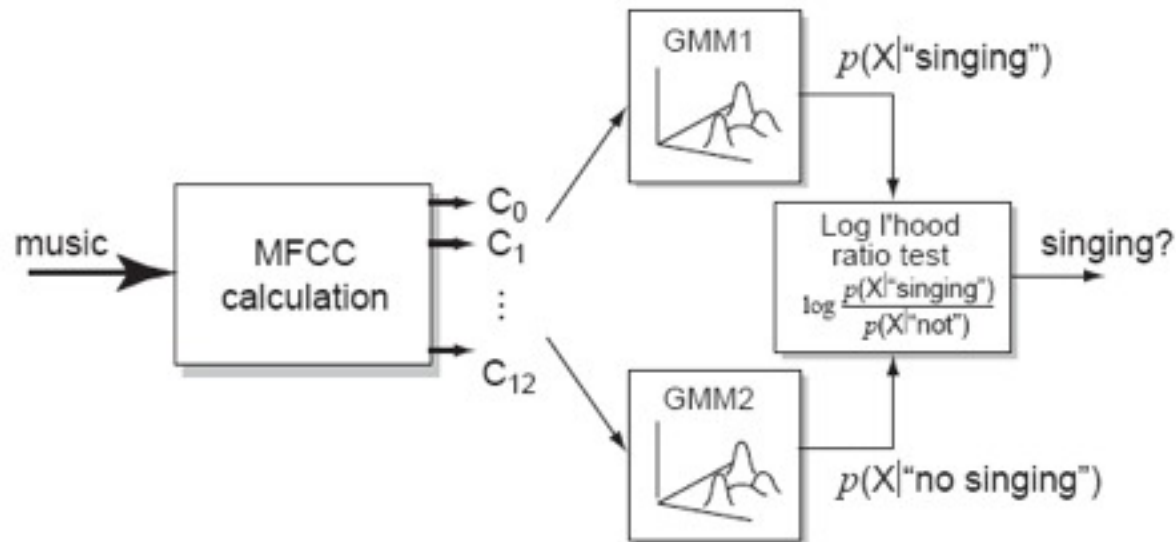 music
MFCC
calculation
C₀
C₁
⋮
C₁₂
GMM1
p(X|“singing”)
Log l'hood
ratio test
log p(X|“singing”)
p(X|“not”)
singing?
GMM2
p(X|“no singing”)